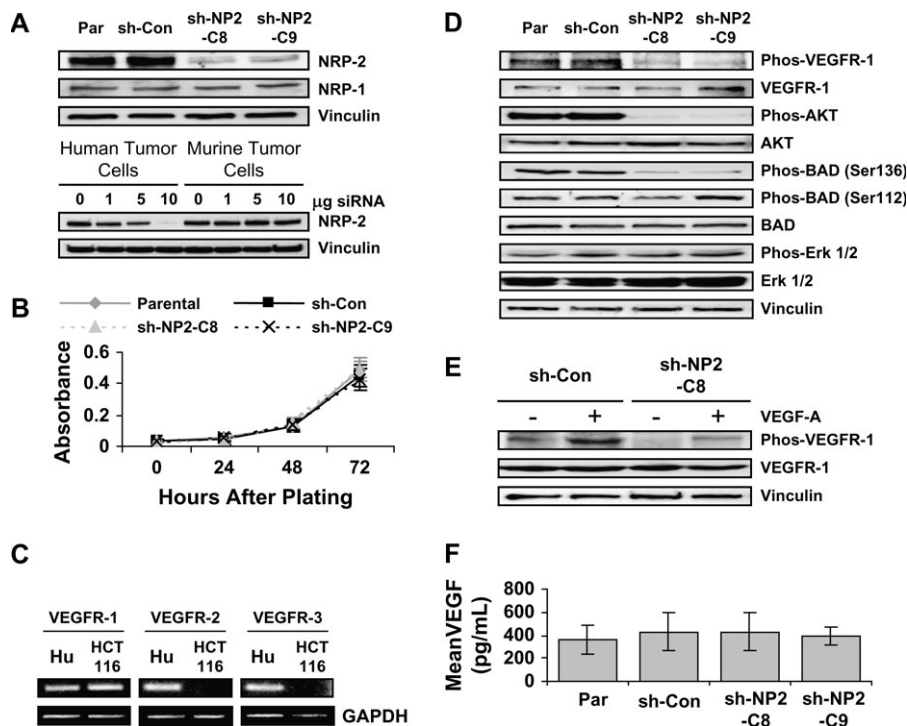 A
Par sh-Con sh-NP2 -C8 sh-NP2 -C9
NRP-2
NRP-1
Vinculin
Human Tumor Cells Murine Tumor Cells
0 1 5 10 0 1 5 10 μg siRNA
NRP-2
Vinculin
B
Parental sh-Con
sh-NP2-C8 sh-NP2-C9
Absorbance
0.6
0.4
0.2
0
0 24 48 72
Hours After Plating
C
VEGFR-1 VEGFR-2 VEGFR-3
Hu HCT 116 Hu HCT 116 Hu HCT 116
GAPDH
D
Par sh-Con sh-NP2 -C8 sh-NP2 -C9
Phos-VEGFR-1
VEGFR-1
Phos-AKT
AKT
Phos-BAD (Ser136)
Phos-BAD (Ser112)
BAD
Phos-Erk 1/2
Erk 1/2
Vinculin
E
sh-Con sh-NP2 -C8
- + - + VEGF-A
Phos-VEGFR-1
VEGFR-1
Vinculin
F
MeanVEGF (pg/mL)
800
600
400
200
0
Par sh-Con sh-NP2 -C8 sh-NP2 -C9